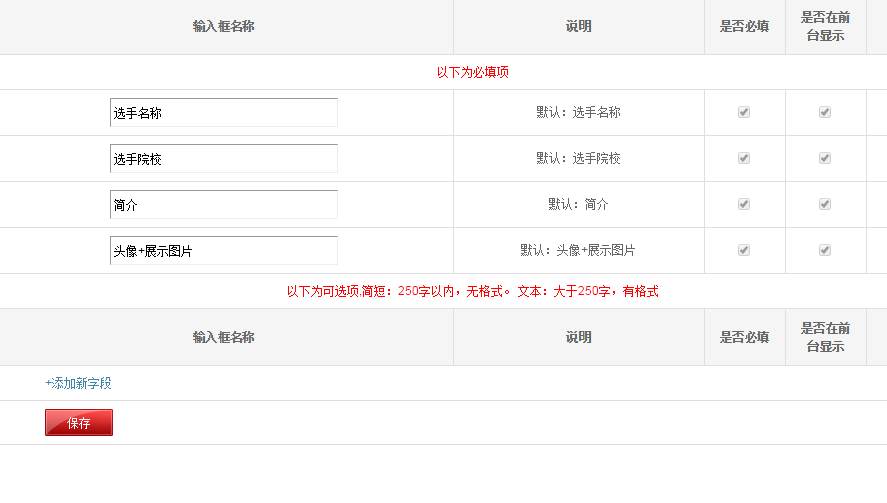 输入框名称 说明 是否必填 是否在前
台显示
以下为必填项
选手名称 默认：选手名称
选手院校 默认：选手院校
简介 默认：简介
头像+展示图片 默认：头像+展示图片
以下为可选项,简短：250字以内，无格式。 文本：大于250字，有格式
输入框名称 说明 是否必填 是否在前
台显示
+添加新字段
保存